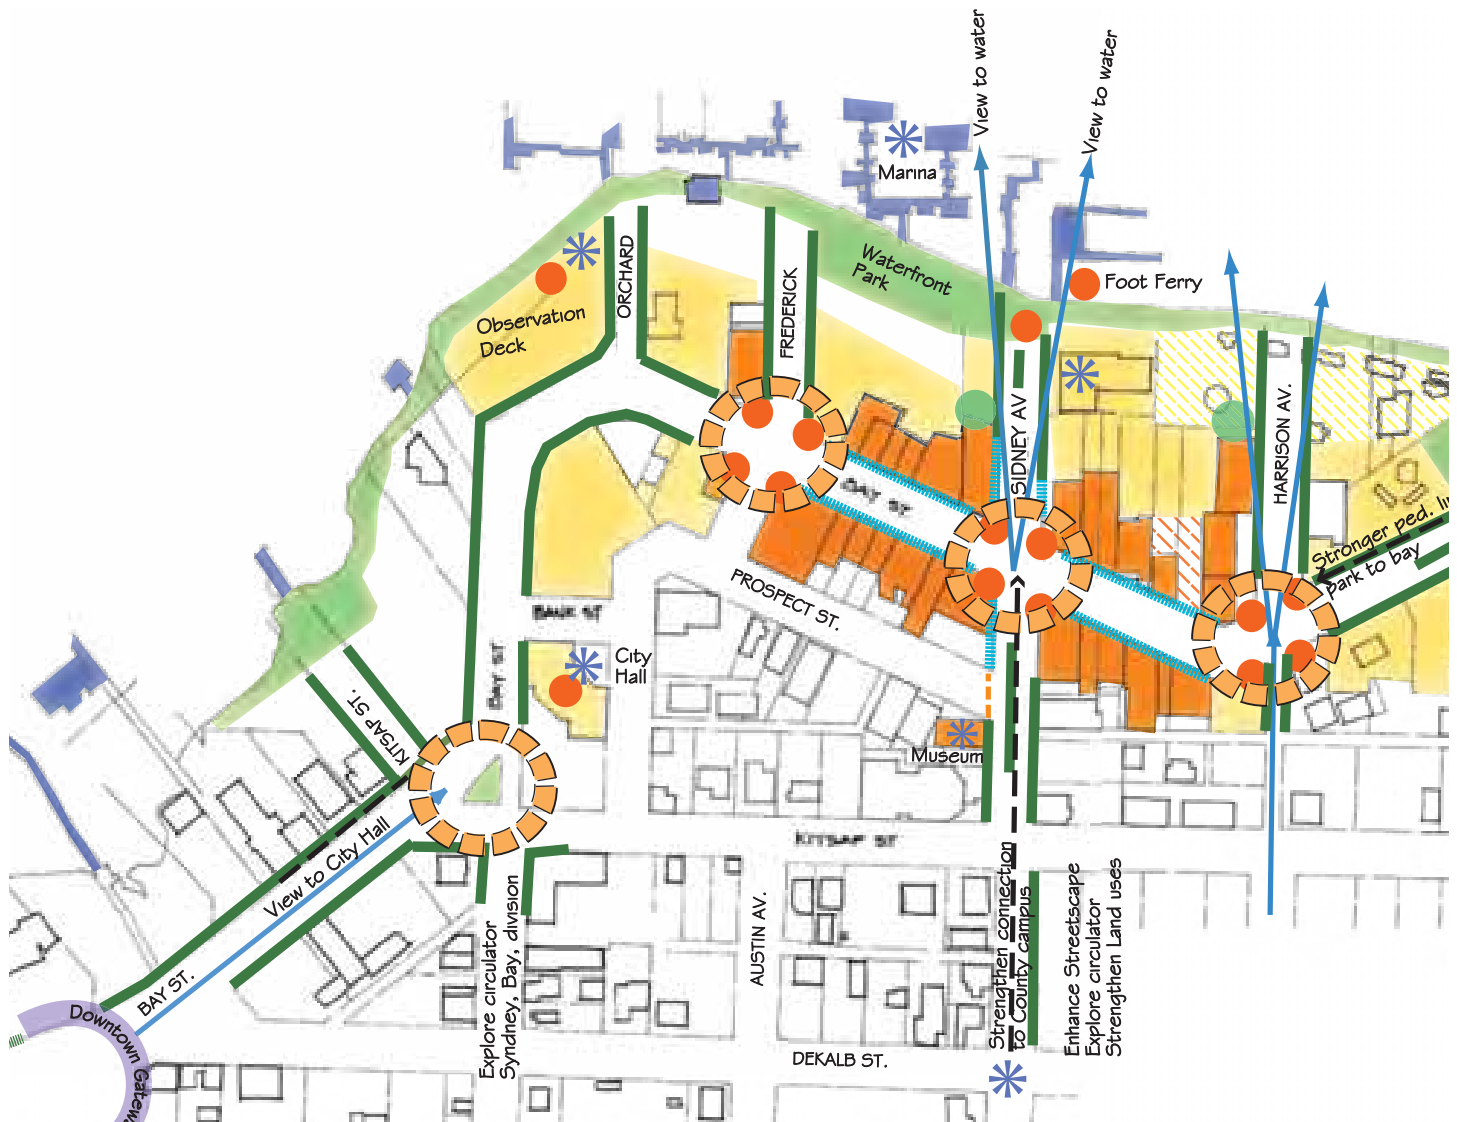 View to water
View to water
Marina
Waterfront
Park
Foot Ferry
ORCHARD
FREDERICK
Observation
Deck
SIDNEY AV
HARRISON AV.
BAY ST
Stronger ped.
Park to bay
PROSPECT ST.
BANK ST
BAY ST
City
Hall
KITSAP ST.
Museum
KITSAP ST
View to City Hall
BAY ST.
Downtown
Explore circulator
Syndney, Bay, division
AUSTIN AV.
Strengthen connection
to County campus
Enhance Streetscape
Explore circulator
Strengthen Land uses
DEKALB ST.